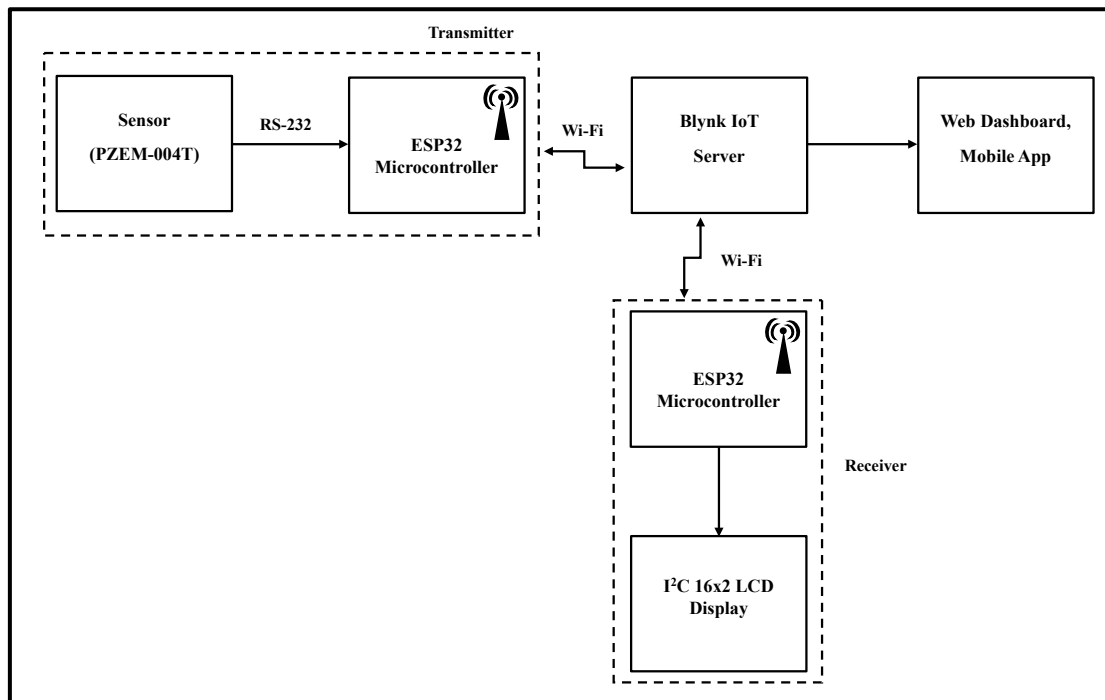 Transmitter
Sensor
(PZEM-004T)
RS-232
ESP32
Microcontroller
Wi-Fi
Blynk IoT
Server
Web Dashboard,
Mobile App
Wi-Fi
ESP32
Microcontroller
Receiver
I²C 16x2 LCD
Display